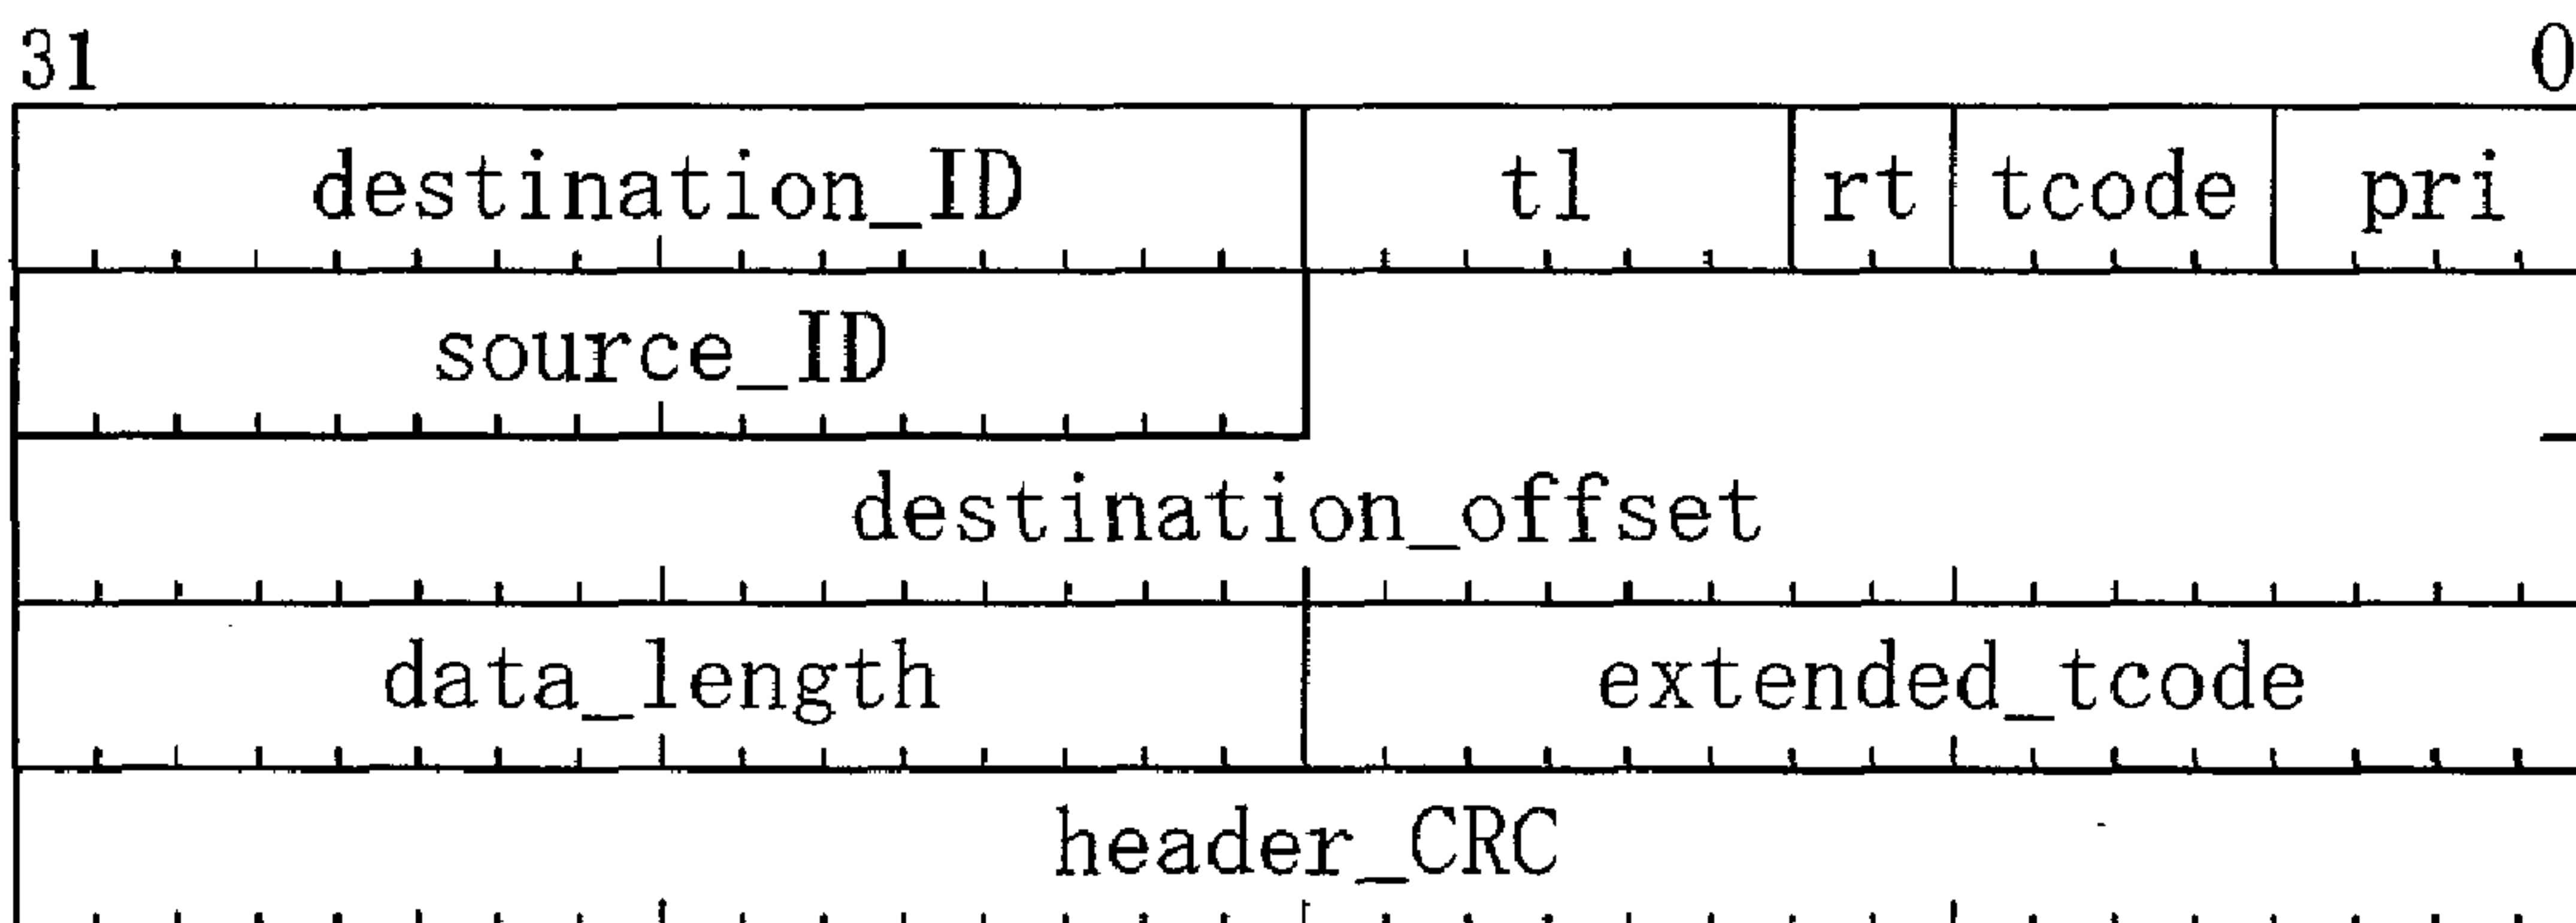 31 0
destination_ID tl rt tcode pri
source_ID
destination_offset
data_length extended_tcode
header_CRC